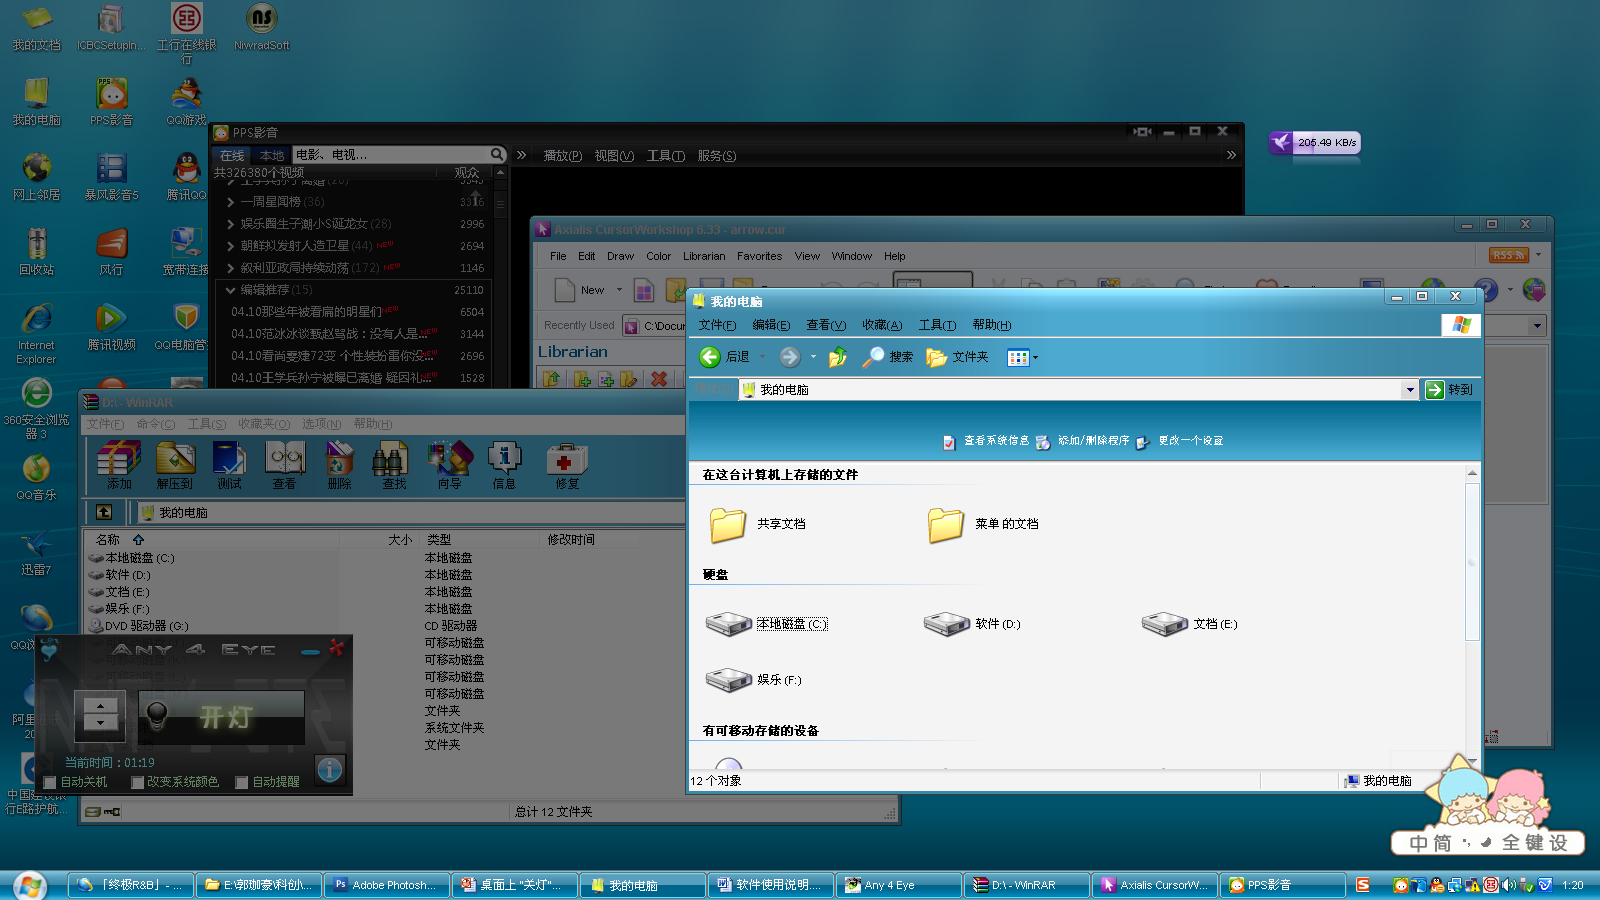 我的文档
ICBCSetupIn...
工行在线银行
NiwradSoft
我的电脑
PPS影音
QQ游戏
网上邻居
暴风影音5
腾讯QQ
回收站
风行
宽带连接
Internet Explorer
腾讯视频
QQ电脑管
360安全浏览器 3
QQ音乐
迅雷7
PPS影音
在线 本地 电影、电视...
播放(P) 视图(V) 工具(T) 服务(S)
共326380个视频 观众
一周星闻榜 (36) 3316
娱乐圈生子潮小S诞龙女 (28) 2996
朝鲜拟发射人造卫星 (44) NEW 2694
叙利亚政局持续动荡 (172) NEW 1146
编辑推荐 (15) 25110
04.10那些年被看扁的明星们 NEW 6504
04.10范冰冰谈甄赵骂战：没有人是... NEW 3144
04.10看尚雯婕72变 个性装扮雷你没... NEW 2696
04.10王学兵孙宁被曝已离婚 疑因礼... NEW 1528
205.49 KB/s
Axialis CursorWorkshop 6.33 - arrow.cur
File Edit Draw Color Librarian Favorites View Window Help
RSS
New
Recently Used C:\Docum
Librarian
D:\ - WinRAR
文件(F) 命令(C) 工具(S) 收藏夹(O) 选项(N) 帮助(H)
添加 解压到 测试 查看 删除 查找 向导 信息 修复
我的电脑
名称 大小 类型 修改时间
本地磁盘 (C:) 本地磁盘
软件 (D:) 本地磁盘
文档 (E:) 本地磁盘
娱乐 (F:) 本地磁盘
DVD 驱动器 (G:) CD 驱动器
可移动磁盘
可移动磁盘
可移动磁盘
可移动磁盘
文件夹
系统文件夹
文件夹
总计 12 文件夹
Any 4 Eye
开灯
当前时间：01:19
自动关机 改变系统颜色 自动提醒
我的电脑
文件(F) 编辑(E) 查看(V) 收藏(A) 工具(T) 帮助(H)
后退 搜索 文件夹
我的电脑 转到
查看系统信息 添加/删除程序 更改一个设置
在这台计算机上存储的文件
共享文档 菜单 的文档
硬盘
本地磁盘 (C:) 软件 (D:) 文档 (E:)
娱乐 (F:)
有可移动存储的设备
12 个对象 我的电脑
中 简 全 键 设
「终极R&B」- ...
E:\郭珈豪\科创\...
Adobe Photosh...
桌面上 "关灯"...
我的电脑
软件使用说明...
Any 4 Eye
D:\ - WinRAR
Axialis CursorW...
PPS影音
1:20